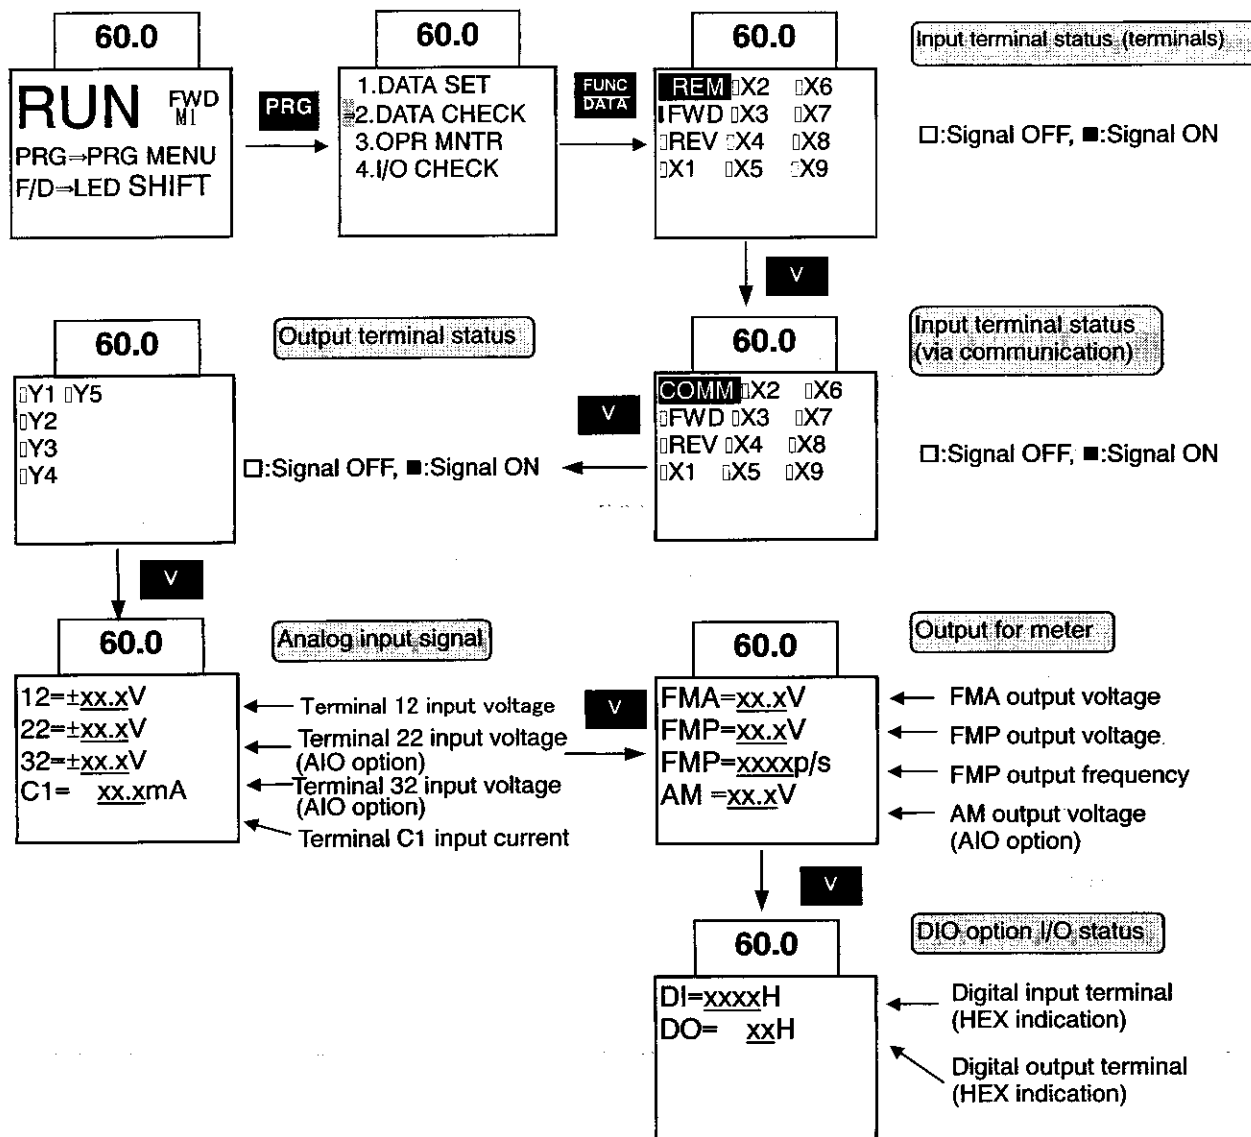 60.0
RUN FWD
M1
PRG⇒PRG MENU
F/D⇒LED SHIFT
PRG
60.0
1.DATA SET
2.DATA CHECK
3.OPR MNTR
4.I/O CHECK
FUNC
DATA
60.0
REM ▯X2 ▯X6
▮FWD ▯X3 ▯X7
▯REV ▯X4 ▯X8
▯X1 ▯X5 ▯X9
Input terminal status (terminals)
□:Signal OFF, ■:Signal ON
V
60.0
COMM ▯X2 ▯X6
▯FWD ▯X3 ▯X7
▯REV ▯X4 ▯X8
▯X1 ▯X5 ▯X9
Input terminal status
(via communication)
□:Signal OFF, ■:Signal ON
V
60.0
▯Y1 ▯Y5
▯Y2
▯Y3
▯Y4
Output terminal status
□:Signal OFF, ■:Signal ON
V
60.0
12=±xx.xV
22=±xx.xV
32=±xx.xV
C1= xx.xmA
Analog input signal
Terminal 12 input voltage
Terminal 22 input voltage
(AIO option)
Terminal 32 input voltage
(AIO option)
Terminal C1 input current
V
60.0
FMA=xx.xV
FMP=xx.xV
FMP=xxxxp/s
AM =xx.xV
Output for meter
FMA output voltage
FMP output voltage
FMP output frequency
AM output voltage
(AIO option)
V
60.0
DI=xxxxH
DO= xxH
DIO option I/O status
Digital input terminal
(HEX indication)
Digital output terminal
(HEX indication)